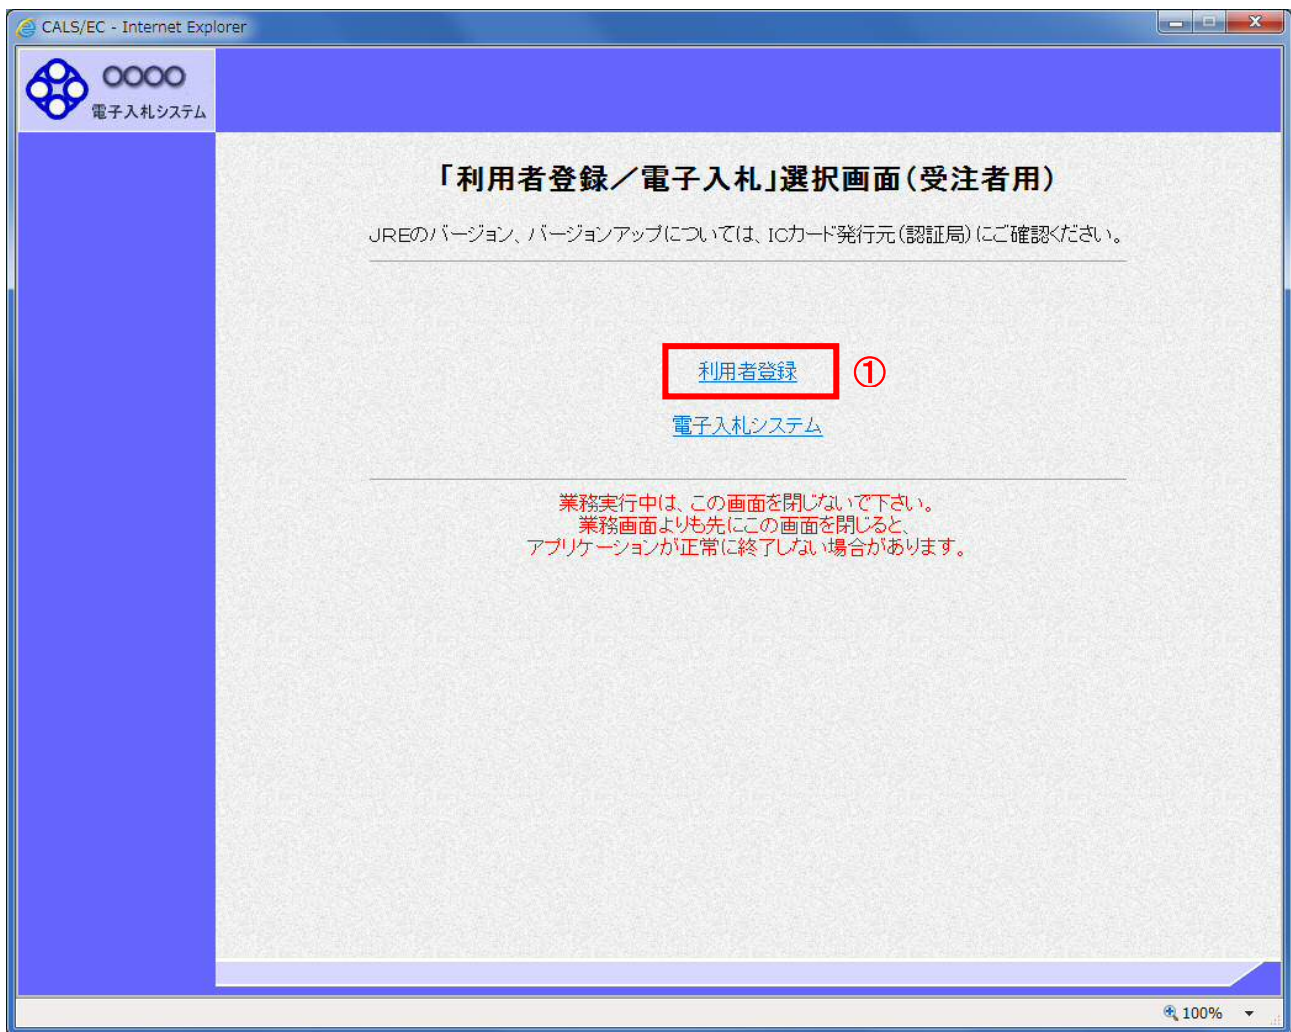 CALS/EC - Internet Explorer
〇〇〇〇
電子入札システム
「利用者登録／電子入札」選択画面（受注者用）
JREのバージョン、バージョンアップについては、ICカード発行元（認証局）にご確認ください。
利用者登録 ①
電子入札システム
業務実行中は、この画面を閉じないで下さい。
業務画面よりも先にこの画面を閉じると、
アプリケーションが正常に終了しない場合があります。
100%